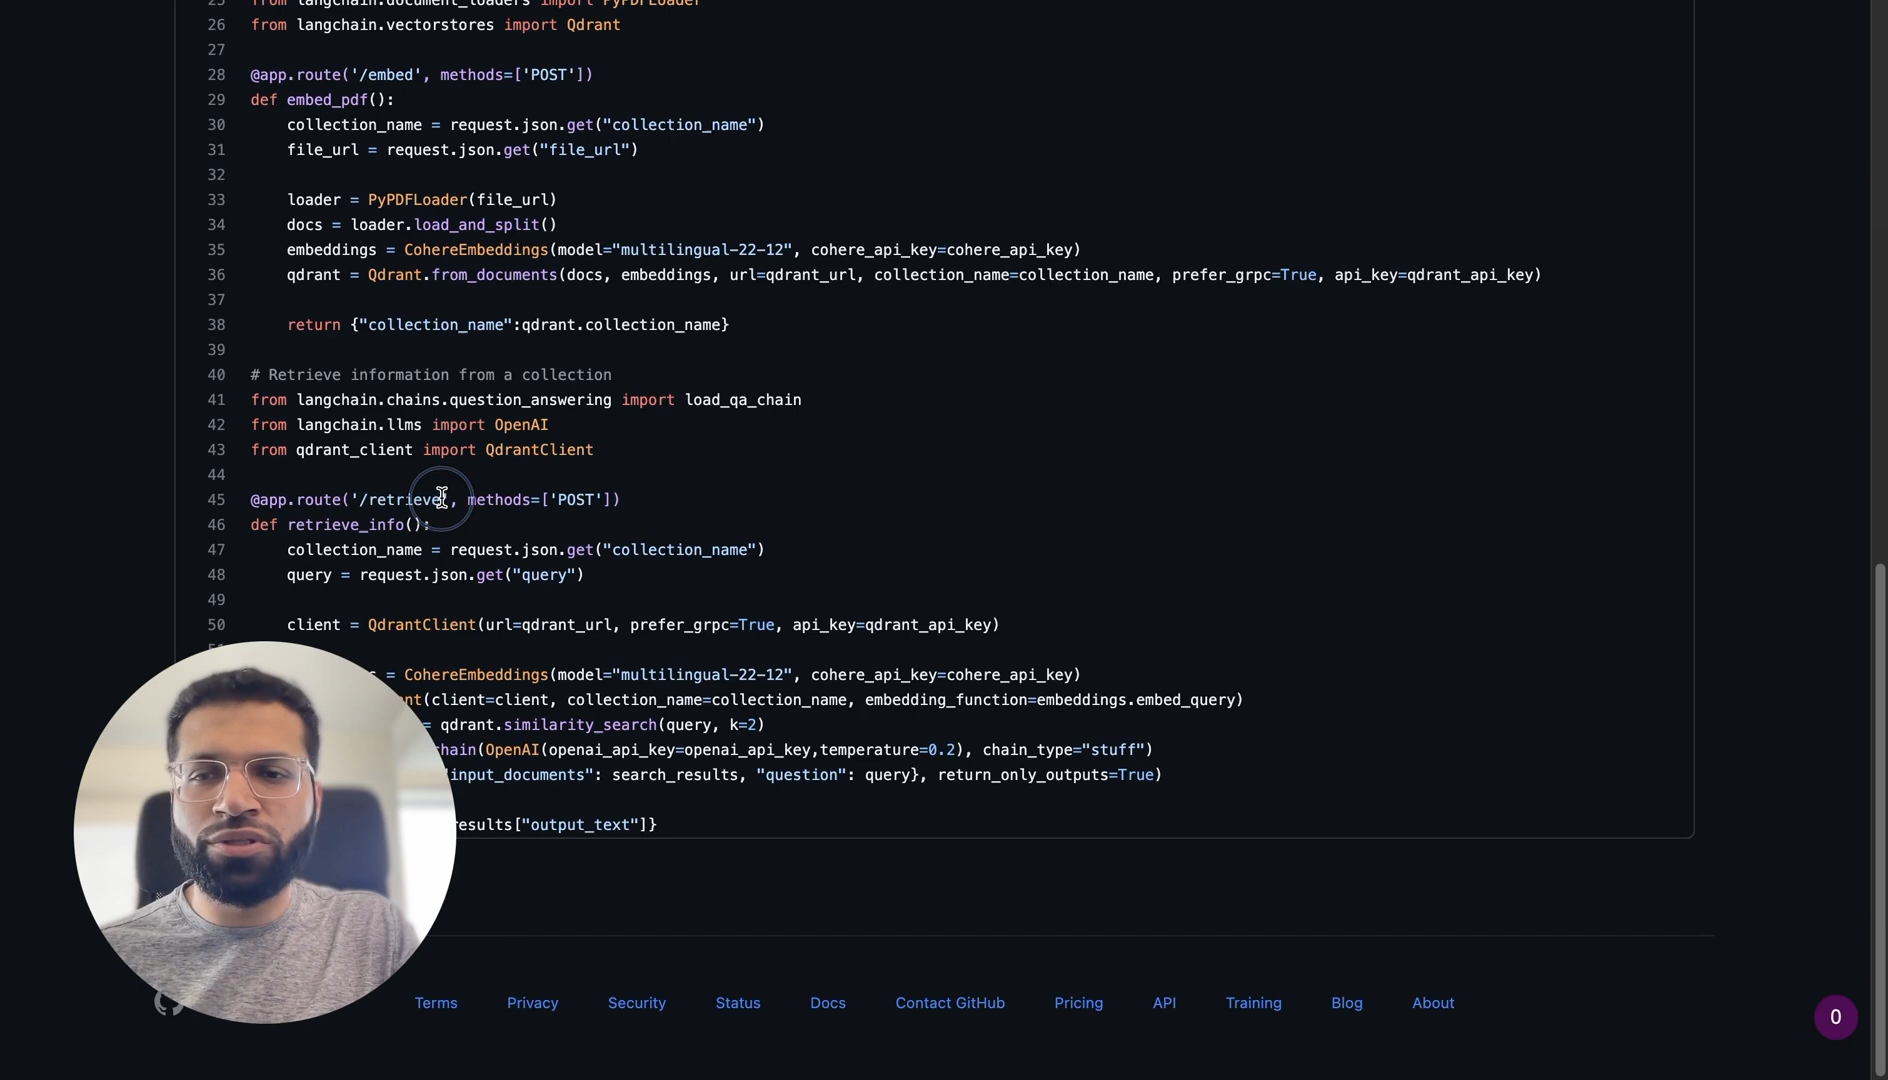 25 from langchain.document_loaders import PyPDFLoader
26 from langchain.vectorstores import Qdrant
27
28 @app.route('/embed', methods=['POST'])
29 def embed_pdf():
30     collection_name = request.json.get("collection_name")
31     file_url = request.json.get("file_url")
32
33     loader = PyPDFLoader(file_url)
34     docs = loader.load_and_split()
35     embeddings = CohereEmbeddings(model="multilingual-22-12", cohere_api_key=cohere_api_key)
36     qdrant = Qdrant.from_documents(docs, embeddings, url=qdrant_url, collection_name=collection_name, prefer_grpc=True, api_key=qdrant_api_key)
37
38     return {"collection_name":qdrant.collection_name}
39
40 # Retrieve information from a collection
41 from langchain.chains.question_answering import load_qa_chain
42 from langchain.llms import OpenAI
43 from qdrant_client import QdrantClient
44
45 @app.route('/retrieve', methods=['POST'])
46 def retrieve_info():
47     collection_name = request.json.get("collection_name")
48     query = request.json.get("query")
49
50     client = QdrantClient(url=qdrant_url, prefer_grpc=True, api_key=qdrant_api_key)
51
s = CohereEmbeddings(model="multilingual-22-12", cohere_api_key=cohere_api_key)
nt(client=client, collection_name=collection_name, embedding_function=embeddings.embed_query)
= qdrant.similarity_search(query, k=2)
chain(OpenAI(openai_api_key=openai_api_key,temperature=0.2), chain_type="stuff")
"input_documents": search_results, "question": query}, return_only_outputs=True)
results["output_text"]}
Terms Privacy Security Status Docs Contact GitHub Pricing API Training Blog About
0